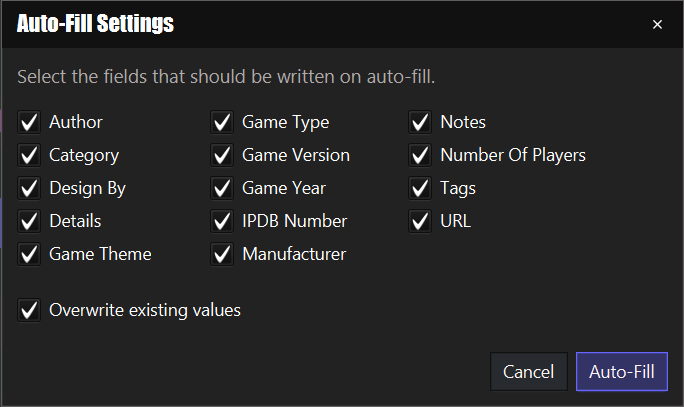 Auto-Fill Settings
Select the fields that should be written on auto-fill.
Author
Category
Design By
Details
Game Theme
Game Type
Game Version
Game Year
IPDB Number
Manufacturer
Notes
Number Of Players
Tags
URL
Overwrite existing values
Cancel
Auto-Fill